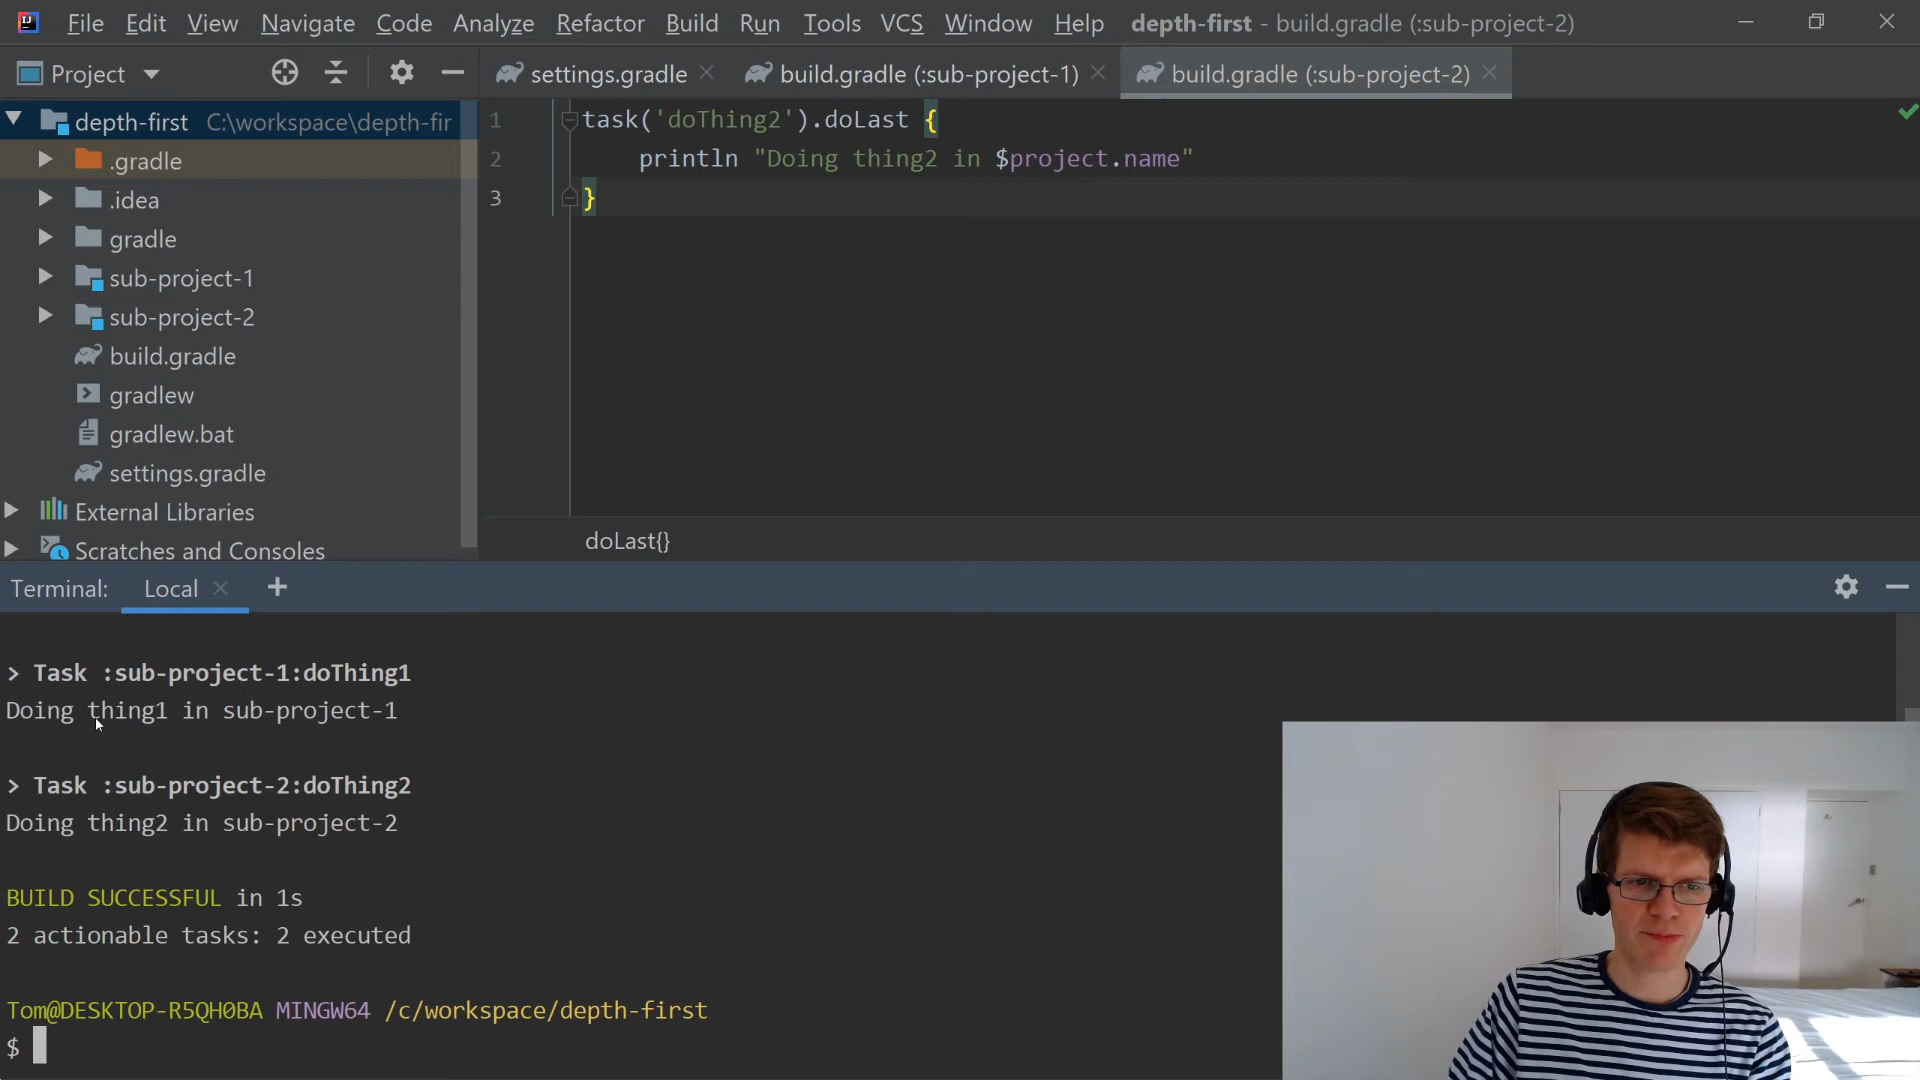 File Edit View Navigate Code Analyze Refactor Build Run Tools VCS Window Help depth-first - build.gradle (:sub-project-2)
Project settings.gradle build.gradle (:sub-project-1) build.gradle (:sub-project-2)
depth-first C:\workspace\depth-fir
.gradle
.idea
gradle
sub-project-1
sub-project-2
build.gradle
gradlew
gradlew.bat
settings.gradle
External Libraries
Scratches and Consoles
1 task('doThing2').doLast {
2 println "Doing thing2 in $project.name"
3 }
doLast{}
Terminal: Local
> Task :sub-project-1:doThing1
Doing thing1 in sub-project-1
> Task :sub-project-2:doThing2
Doing thing2 in sub-project-2
BUILD SUCCESSFUL in 1s
2 actionable tasks: 2 executed
Tom@DESKTOP-R5QH0BA MINGW64 /c/workspace/depth-first
$